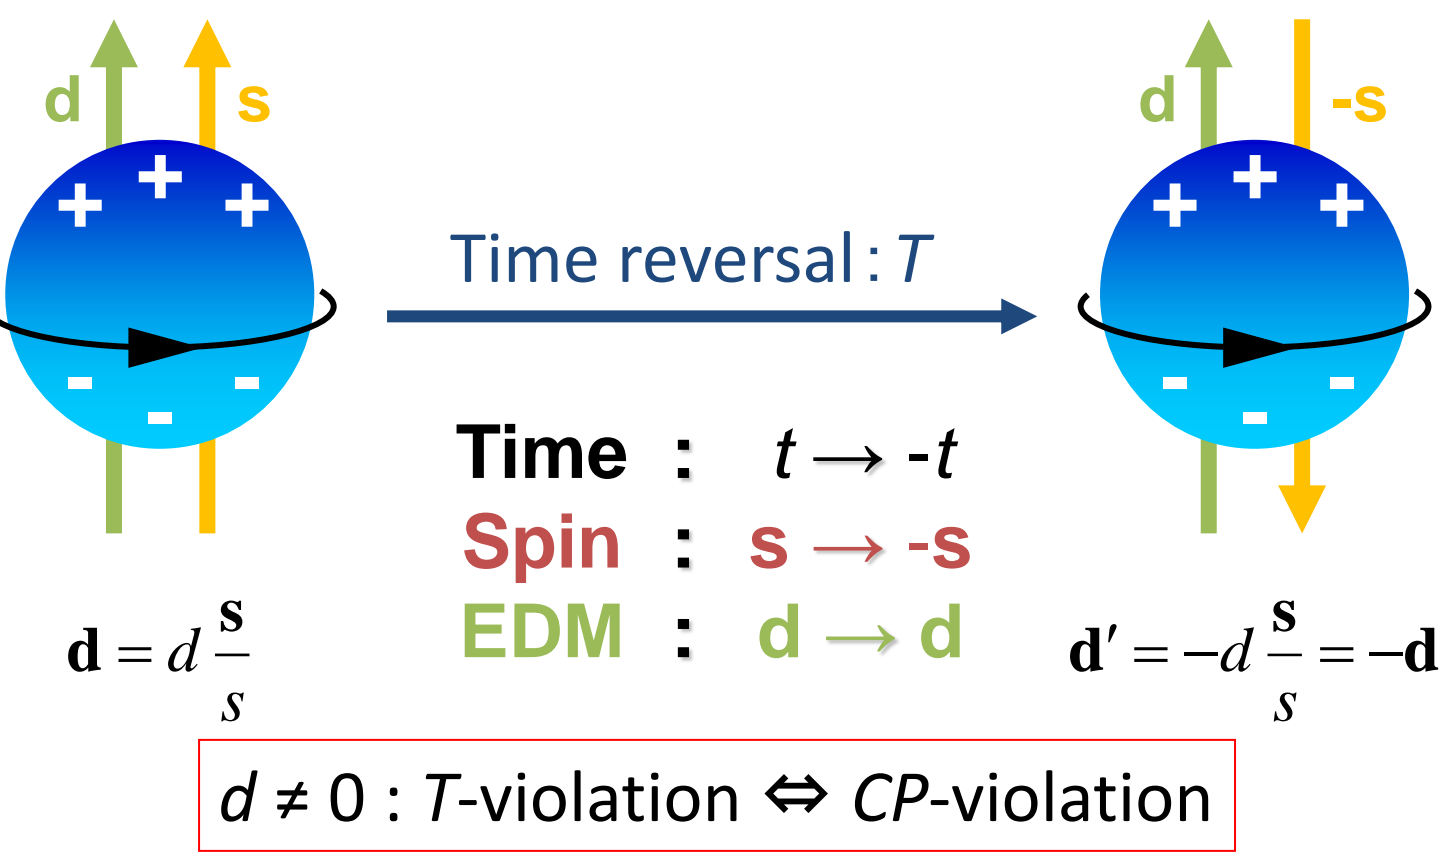 d s
d -s
+ + +
+ + +
Time reversal : T
- - -
- - -
Time : t → -t
Spin : s → -s
EDM : d → d
d = d s/s
d′ = −d s/s = −d
d ≠ 0 : T-violation ⇔ CP-violation